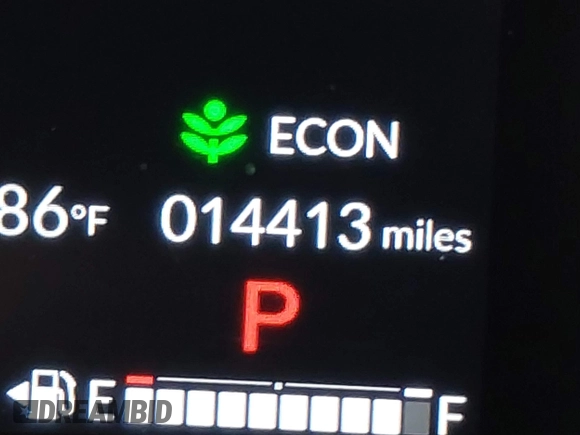 ECON
86°F 014413 miles
P
E F
DREAMBID